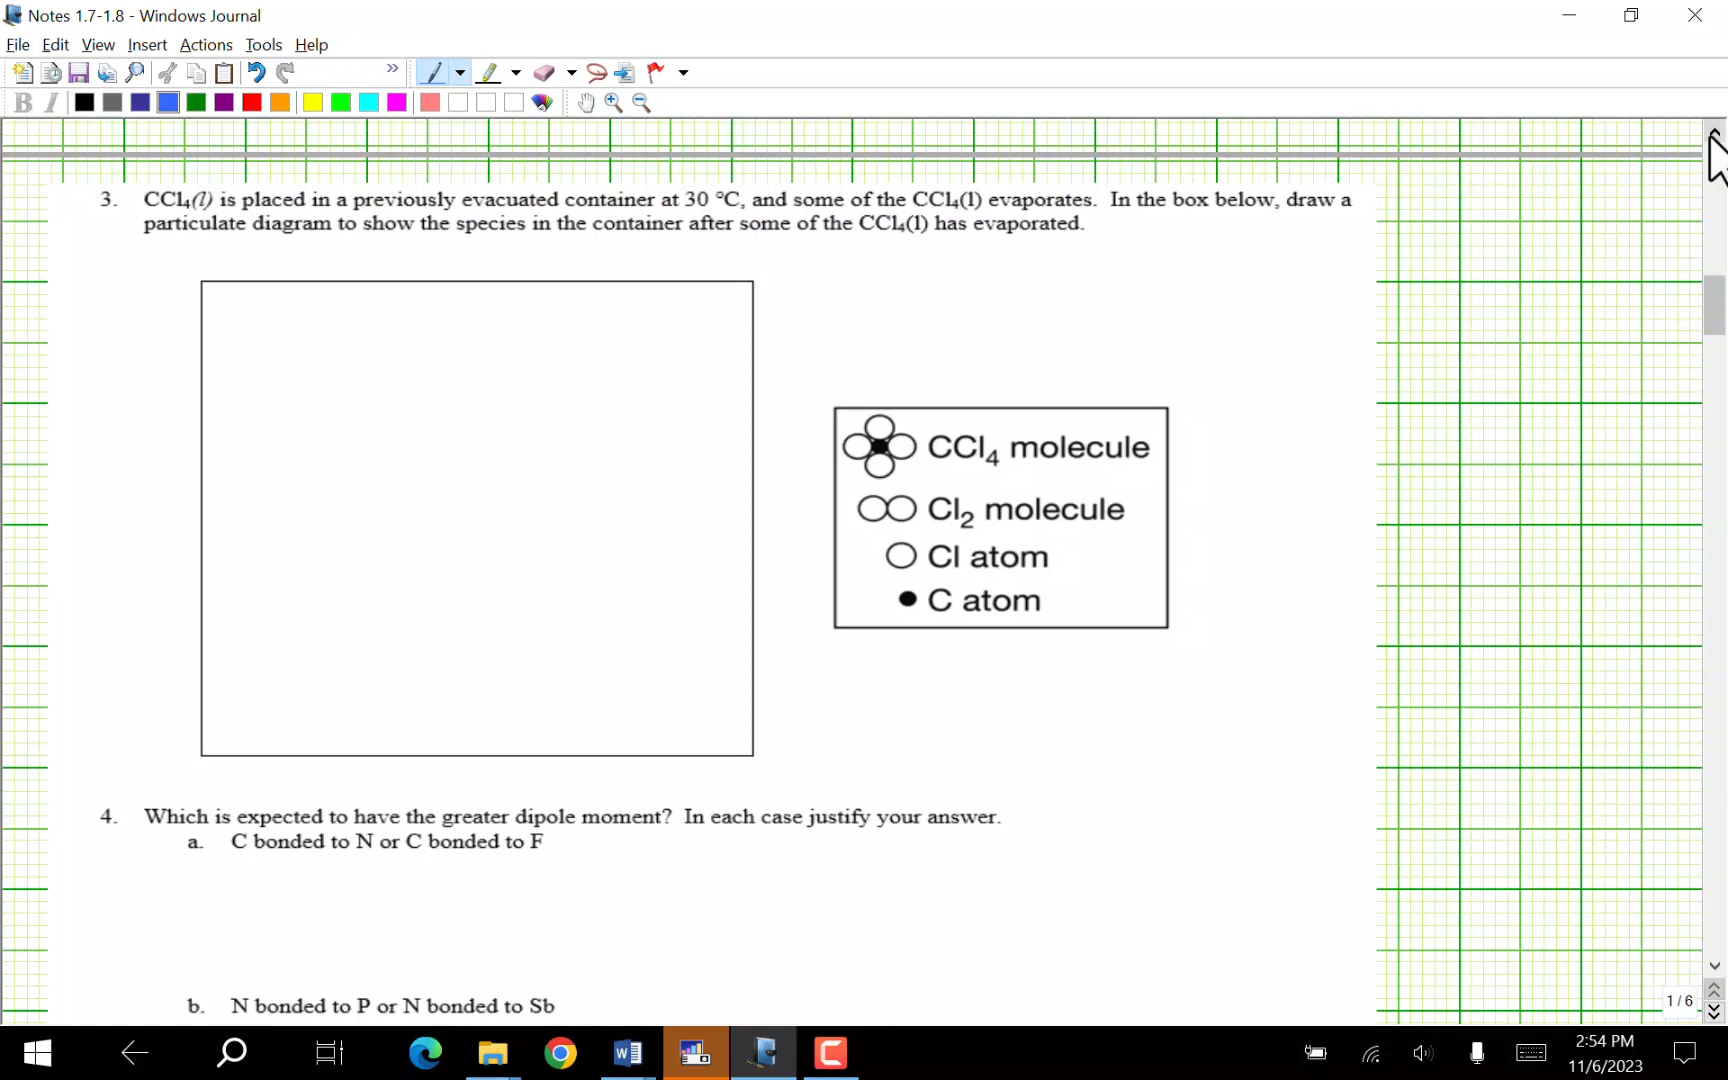 Notes 1.7-1.8 - Windows Journal
File Edit View Insert Actions Tools Help
B I
3. CCl₄(l) is placed in a previously evacuated container at 30 °C, and some of the CCl₄(l) evaporates. In the box below, draw a
particulate diagram to show the species in the container after some of the CCl₄(l) has evaporated.
CCl₄ molecule
Cl₂ molecule
Cl atom
C atom
4. Which is expected to have the greater dipole moment? In each case justify your answer.
a. C bonded to N or C bonded to F
b. N bonded to P or N bonded to Sb
1 / 6
2:54 PM
11/6/2023